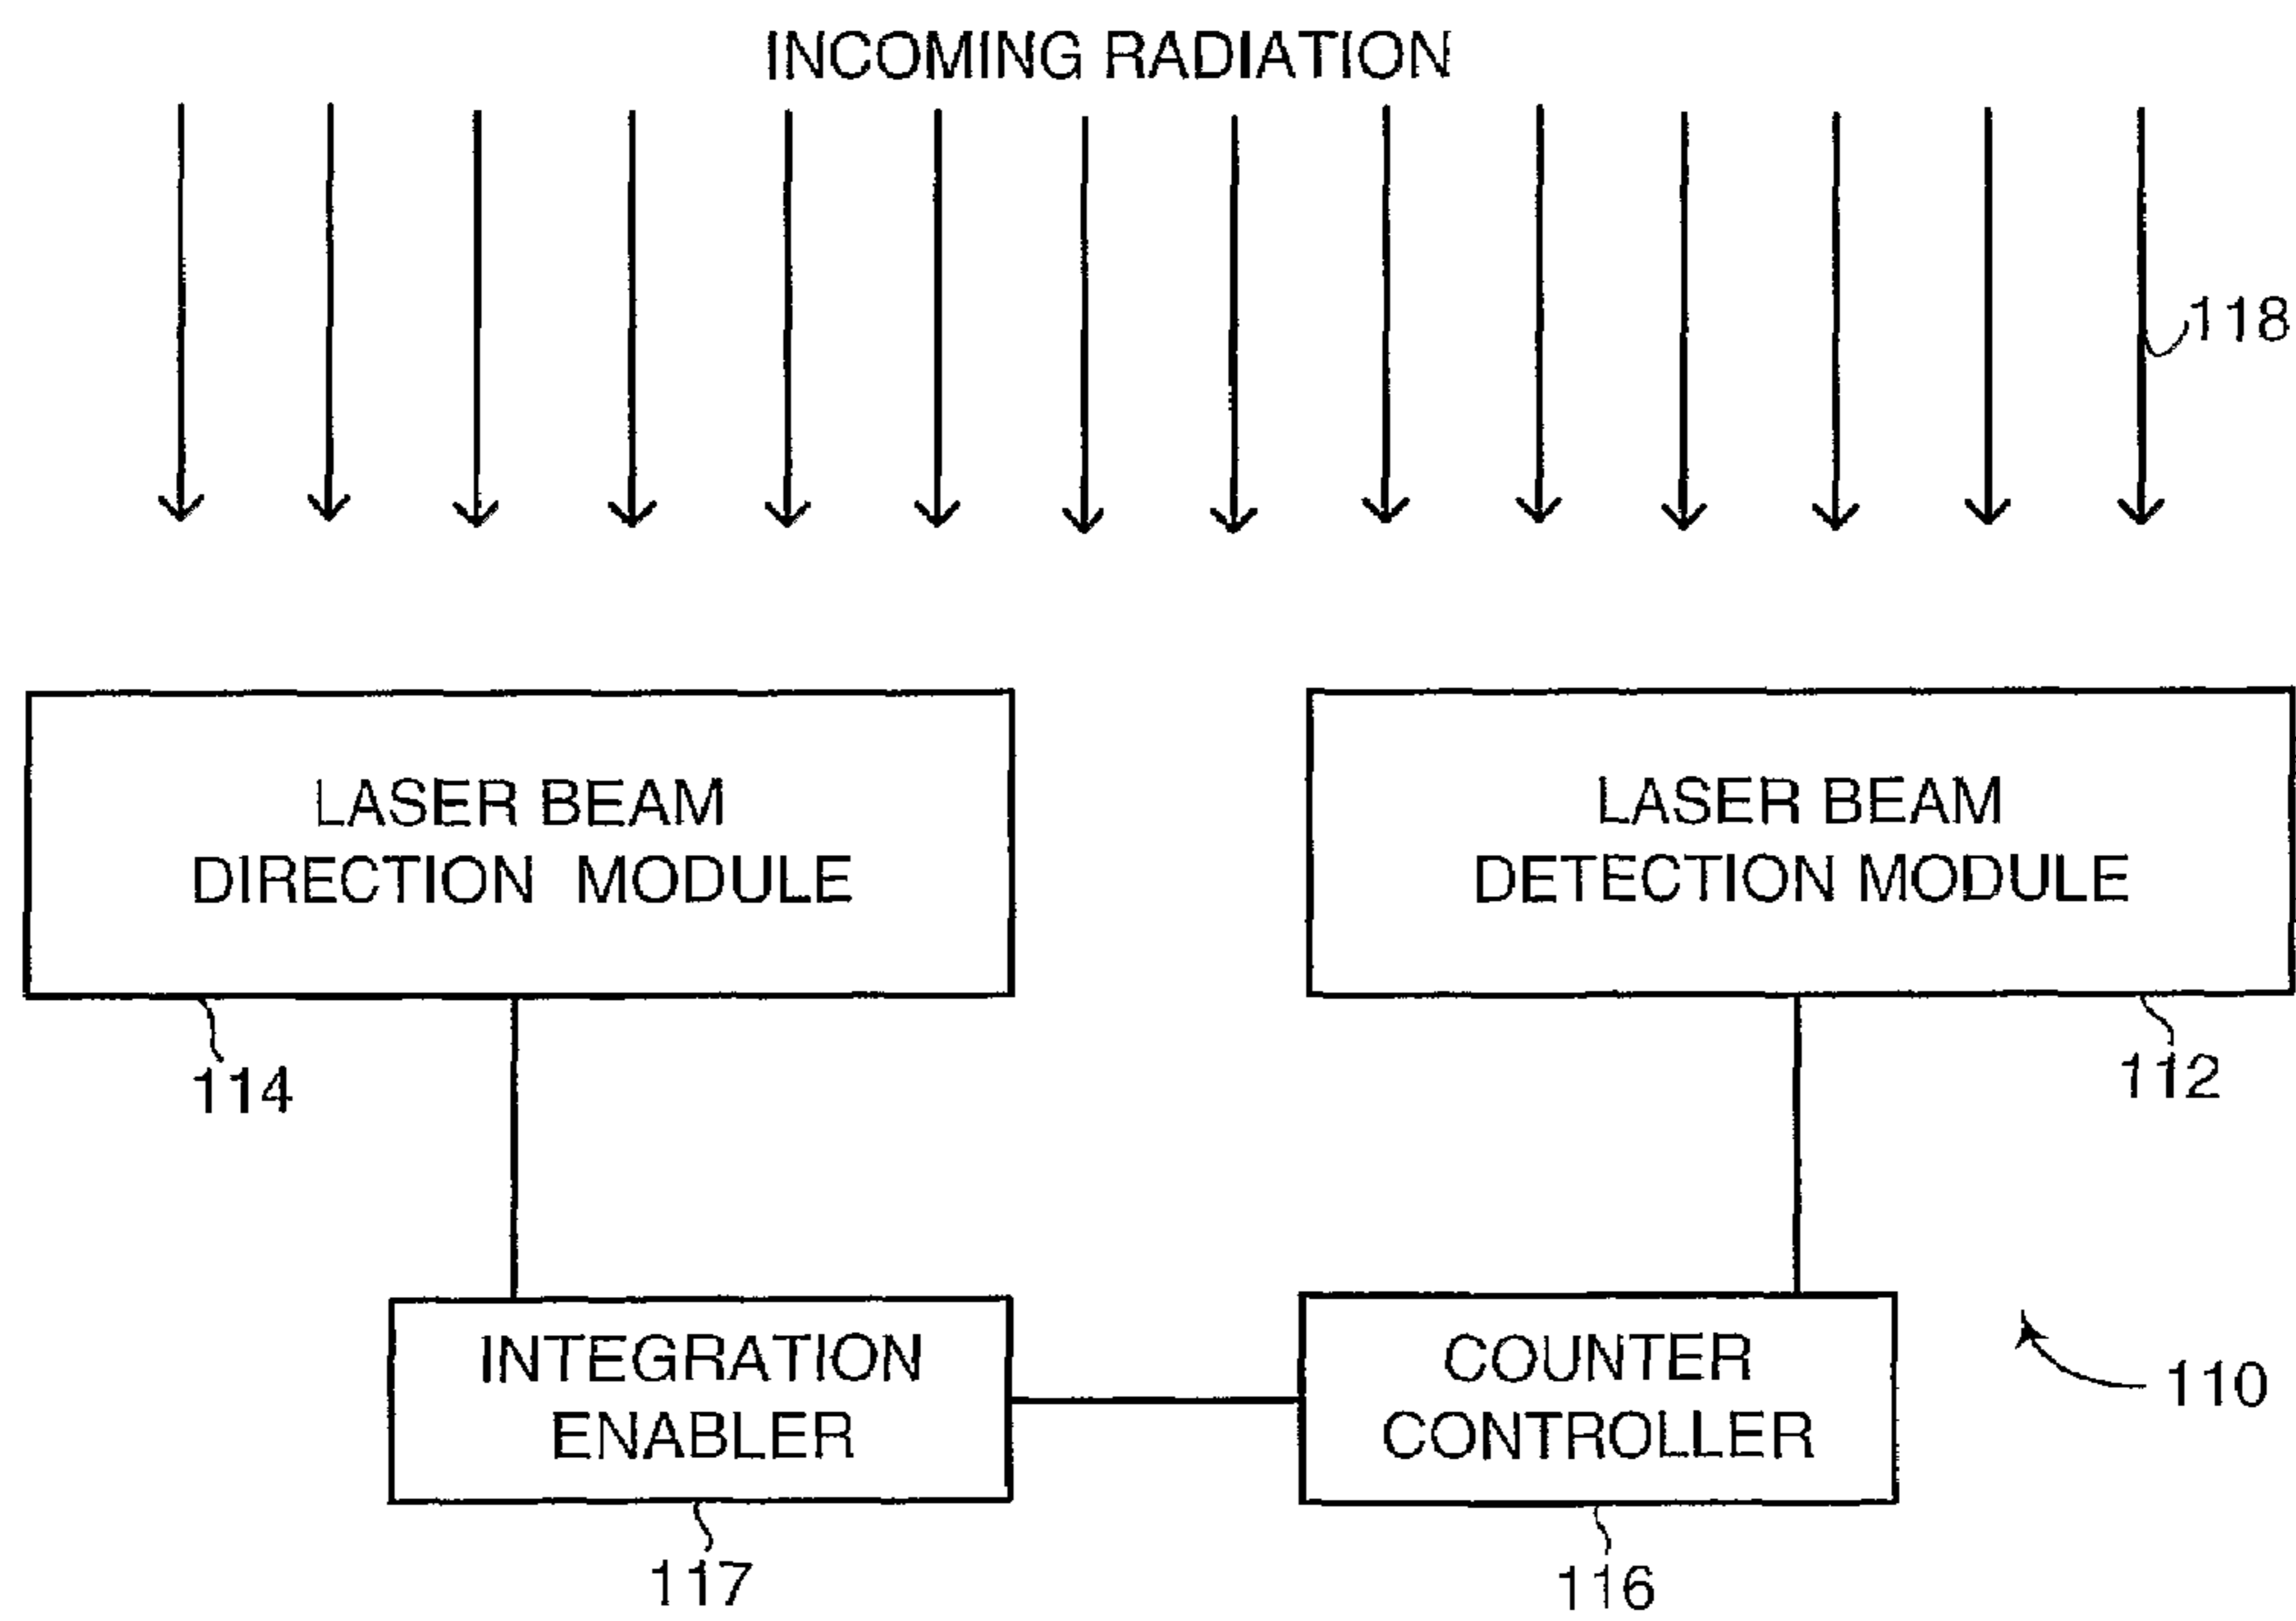 INCOMING RADIATION
118
LASER BEAM
DIRECTION MODULE
LASER BEAM
DETECTION MODULE
114
112
INTEGRATION
ENABLER
COUNTER
CONTROLLER
110
117
116